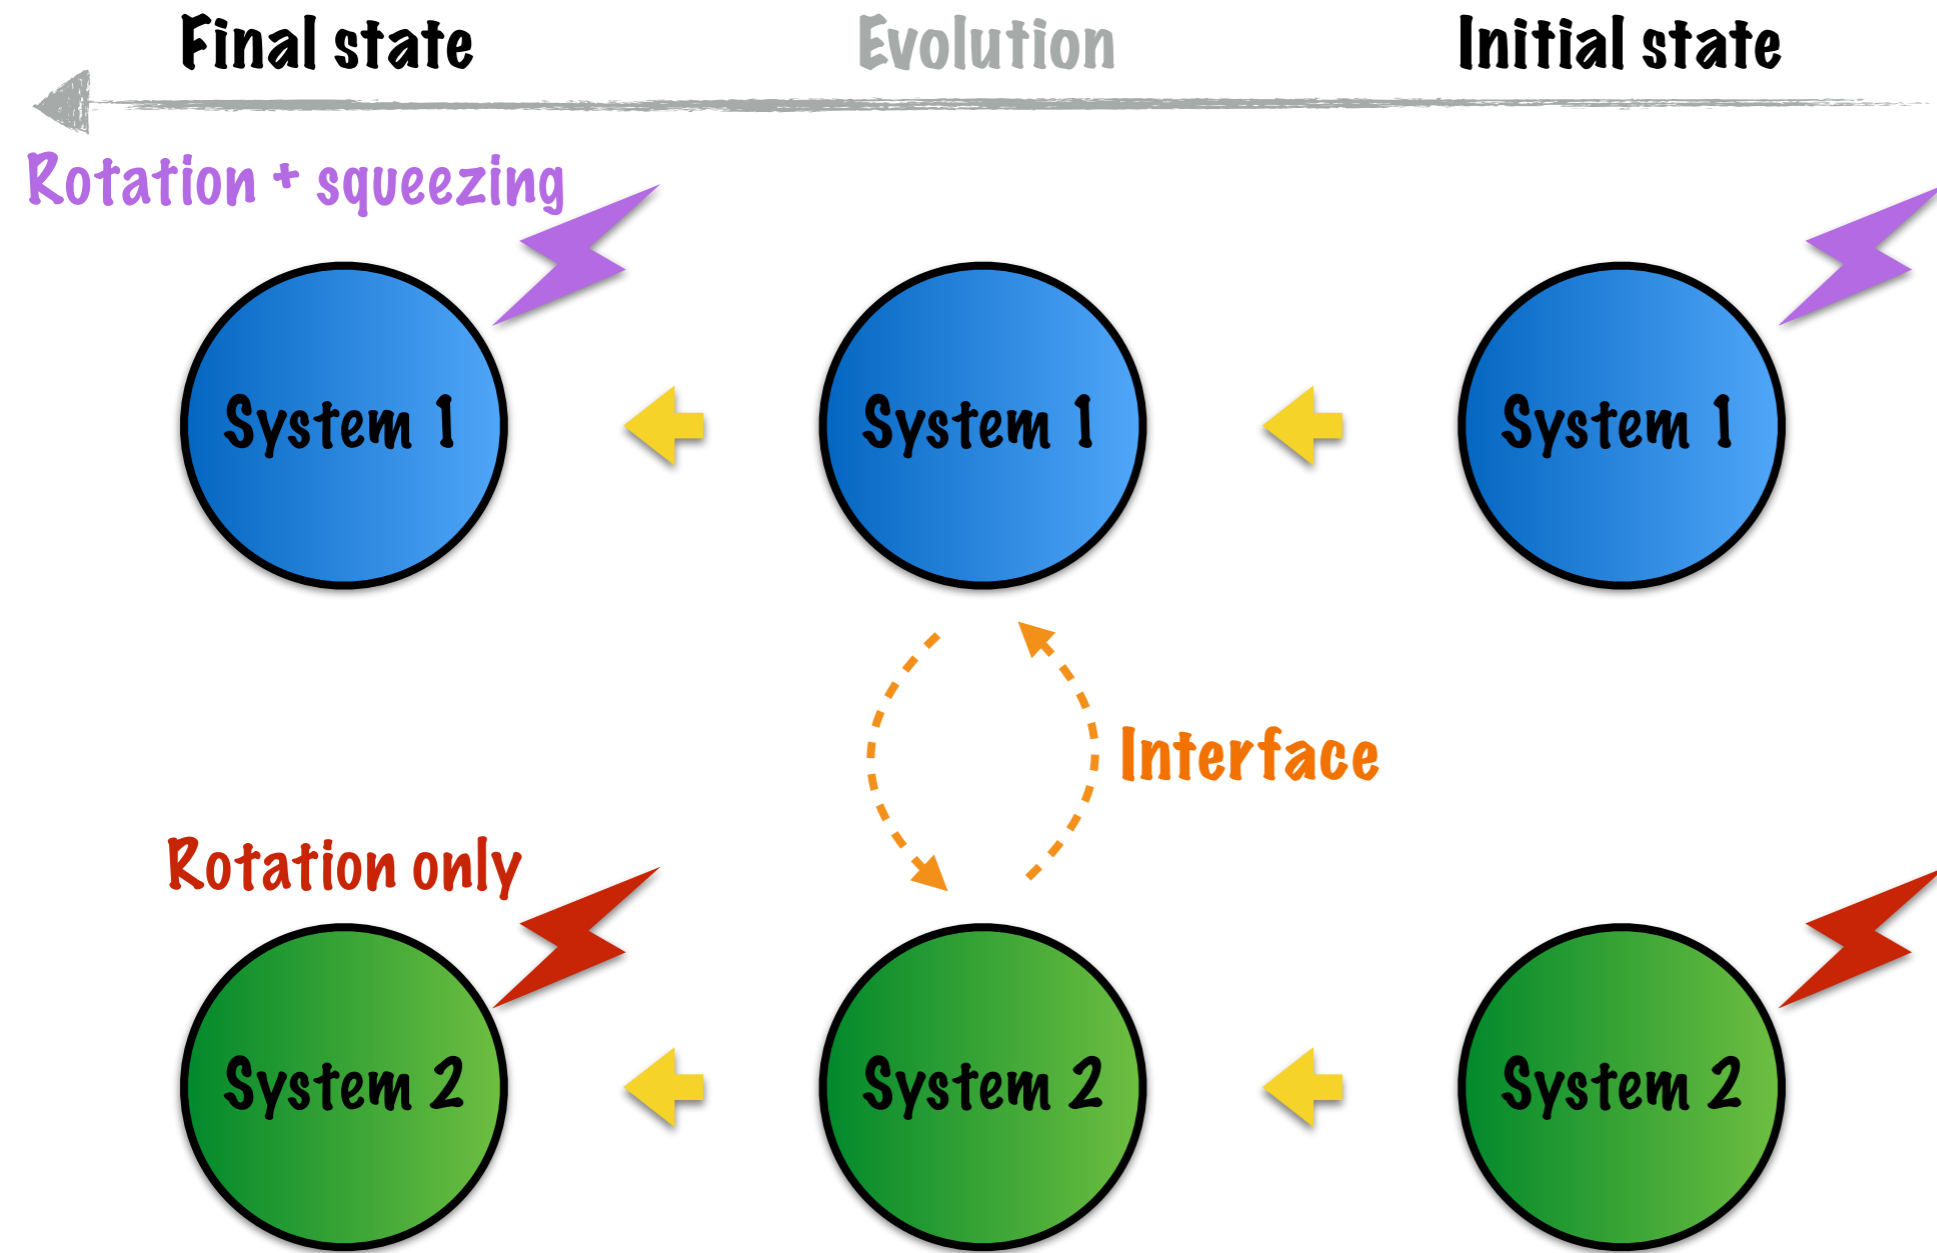 Final state
Evolution
Initial state
Rotation + squeezing
System 1
System 1
System 1
Interface
Rotation only
System 2
System 2
System 2